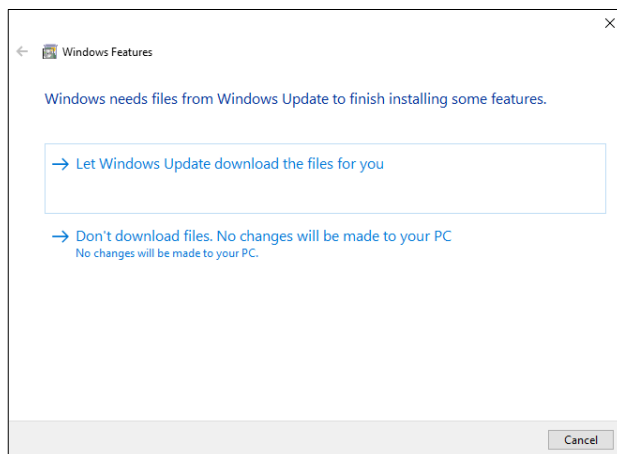 Windows Features
Windows needs files from Windows Update to finish installing some features.
Let Windows Update download the files for you
Don't download files. No changes will be made to your PC
No changes will be made to your PC.
Cancel